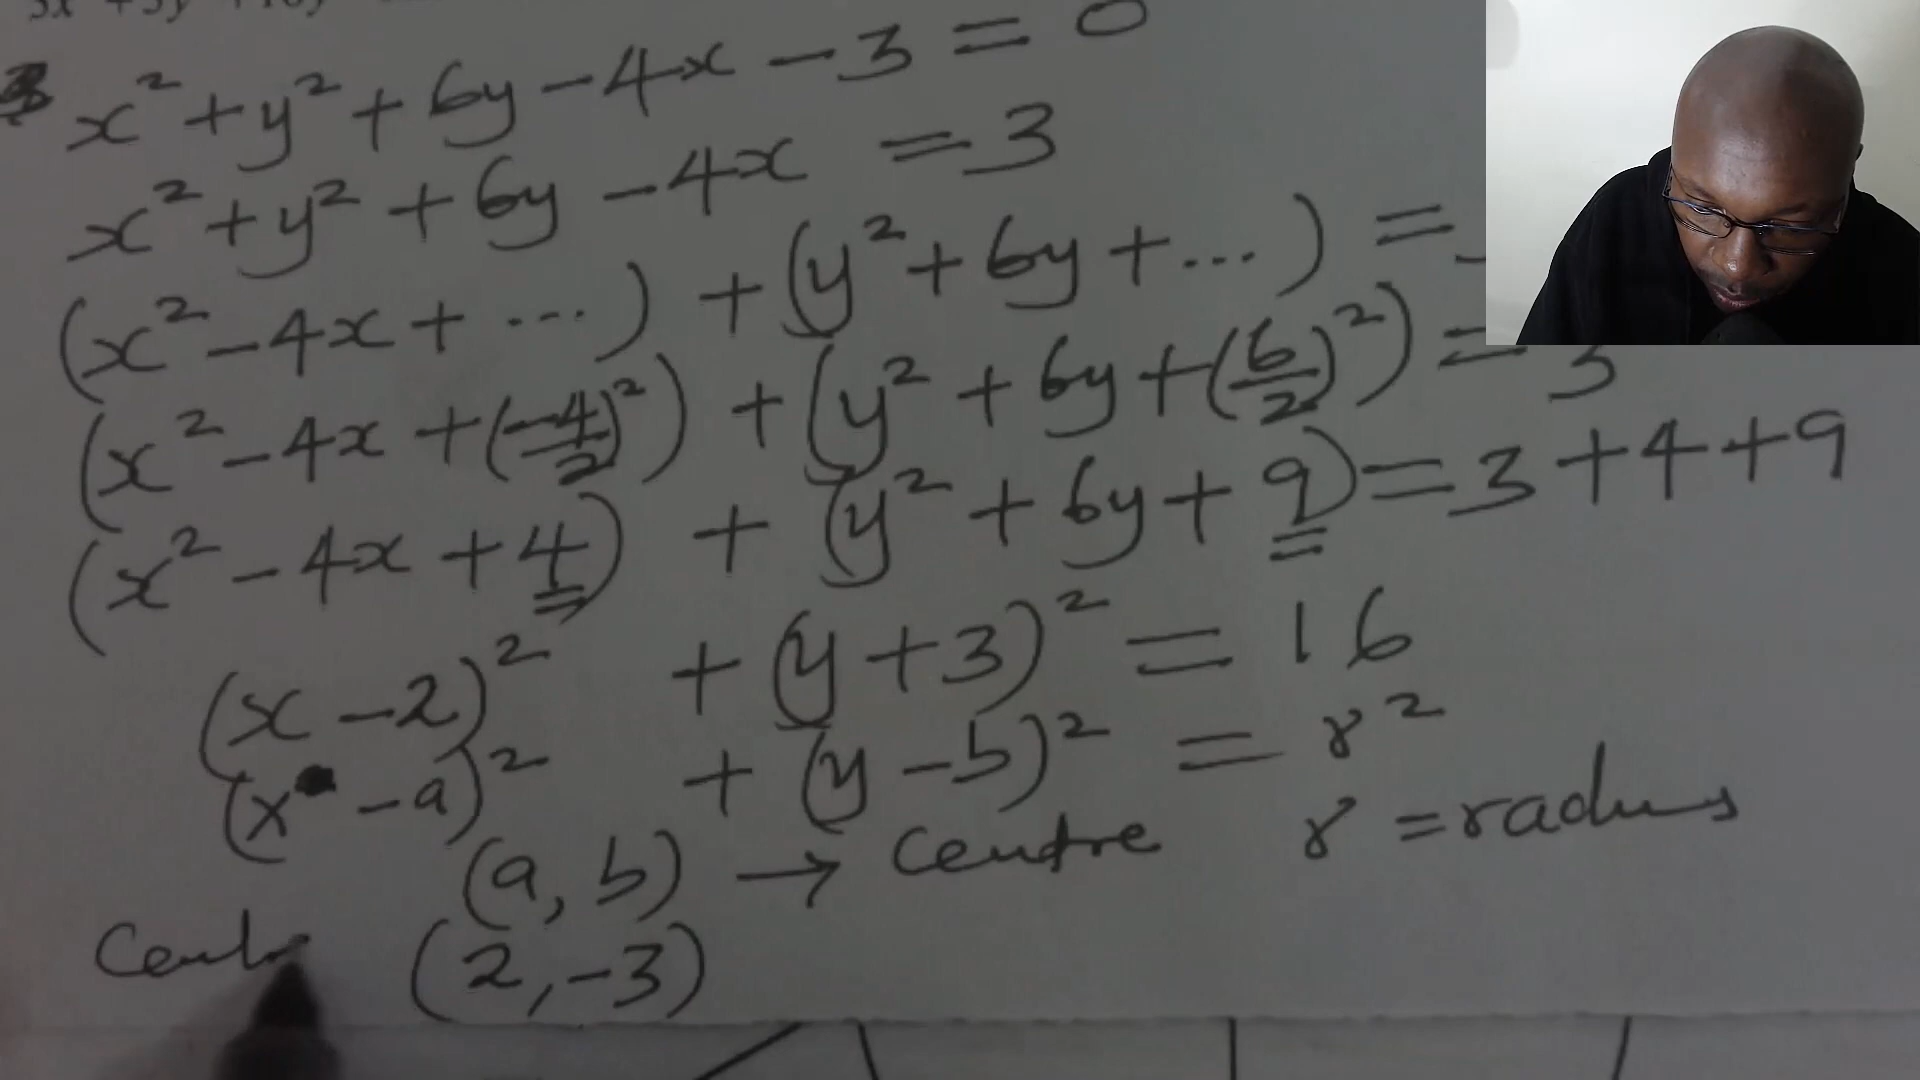 x² + y² + 6y - 4x - 3 = 0
x² + y² + 6y - 4x = 3
(x² - 4x + ...) + (y² + 6y + ...) =
(x² - 4x + (-4/2)²) + (y² + 6y + (6/2)²) = 3
(x² - 4x + 4) + (y² + 6y + 9) = 3 + 4 + 9
(x - 2)² + (y + 3)² = 16
(x - a)² + (y - b)² = r²
(a, b) → Centre r = radius
(2, -3)